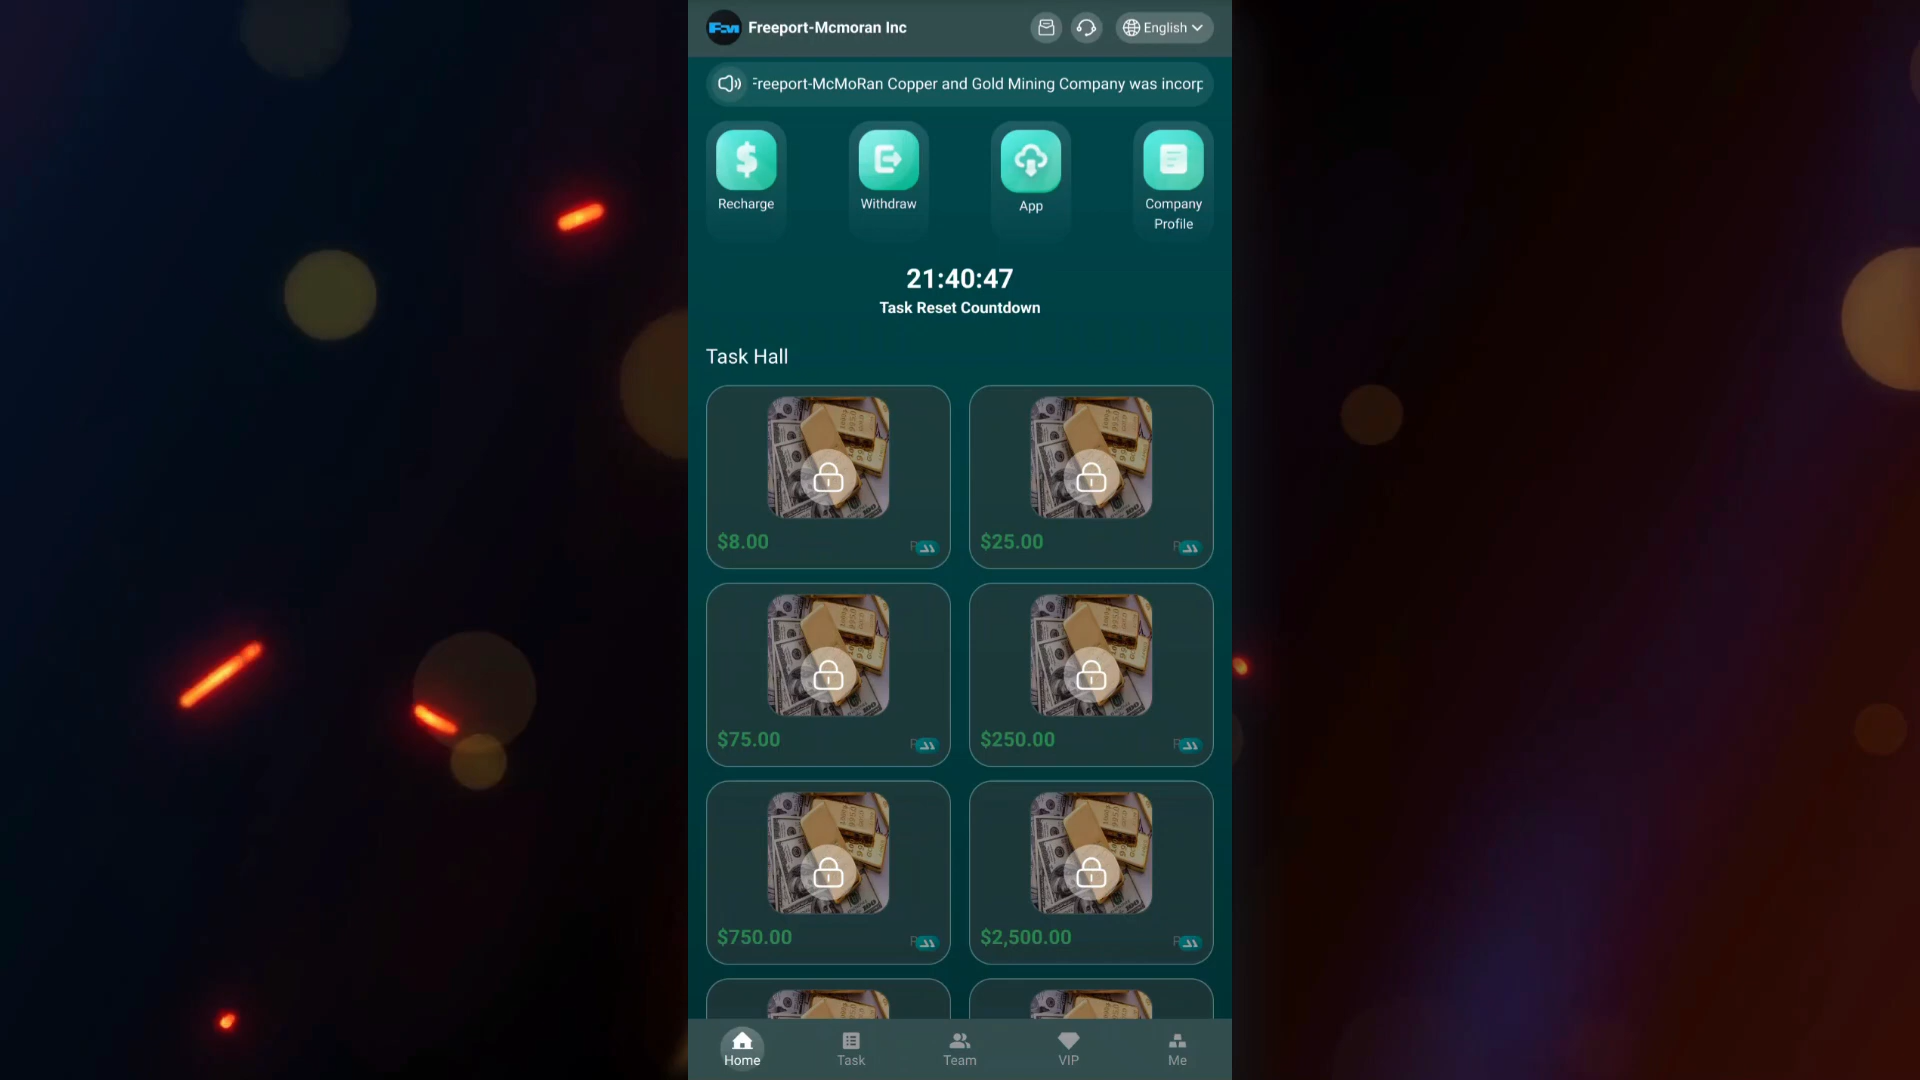 Freeport-Mcmoran Inc
English
Freeport-McMoRan Copper and Gold Mining Company was incorp
Recharge
Withdraw
App
Company
Profile
21:40:47
Task Reset Countdown
Task Hall
$8.00
$25.00
$75.00
$250.00
$750.00
$2,500.00
Home
Task
Team
VIP
Me